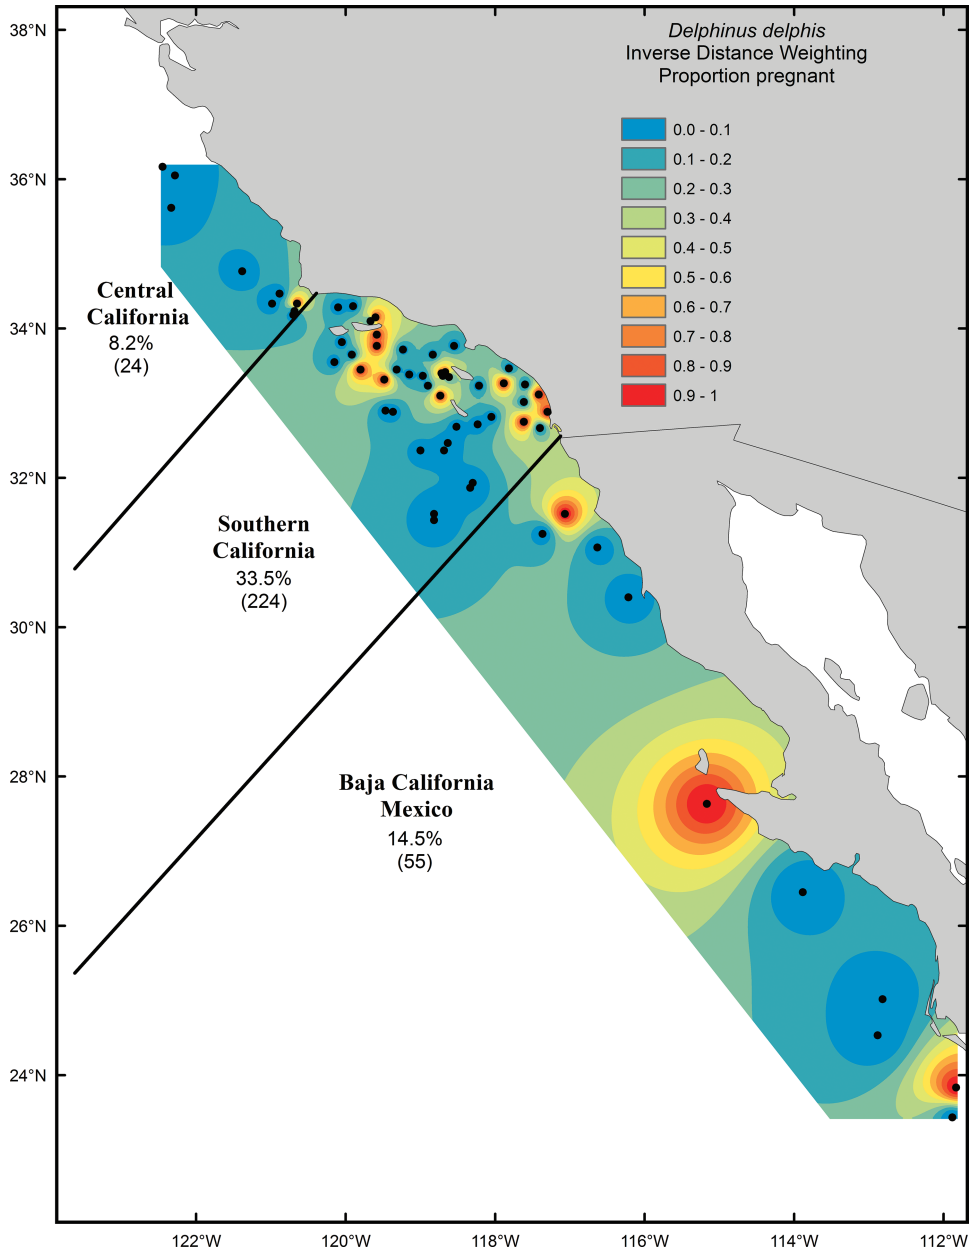 Delphinus delphis
Inverse Distance Weighting
Proportion pregnant
0.0 - 0.1
0.1 - 0.2
0.2 - 0.3
0.3 - 0.4
0.4 - 0.5
0.5 - 0.6
0.6 - 0.7
0.7 - 0.8
0.8 - 0.9
0.9 - 1
38°N
36°N
34°N
32°N
30°N
28°N
26°N
24°N
Central
California
8.2%
(24)
Southern
California
33.5%
(224)
Baja California
Mexico
14.5%
(55)
122°W
120°W
118°W
116°W
114°W
112°W